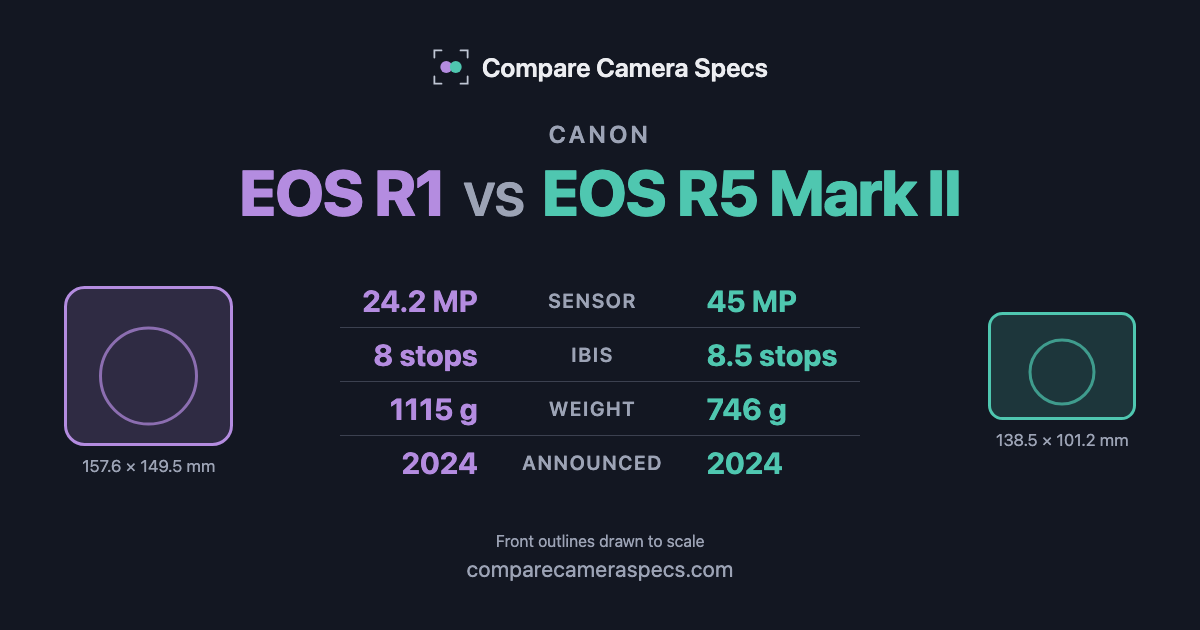 Compare Camera Specs
CANON
EOS R1 vs EOS R5 Mark II
24.2 MP SENSOR 45 MP
8 stops IBIS 8.5 stops
1115 g WEIGHT 746 g
2024 ANNOUNCED 2024
157.6 × 149.5 mm
138.5 × 101.2 mm
Front outlines drawn to scale
comparecameraspecs.com